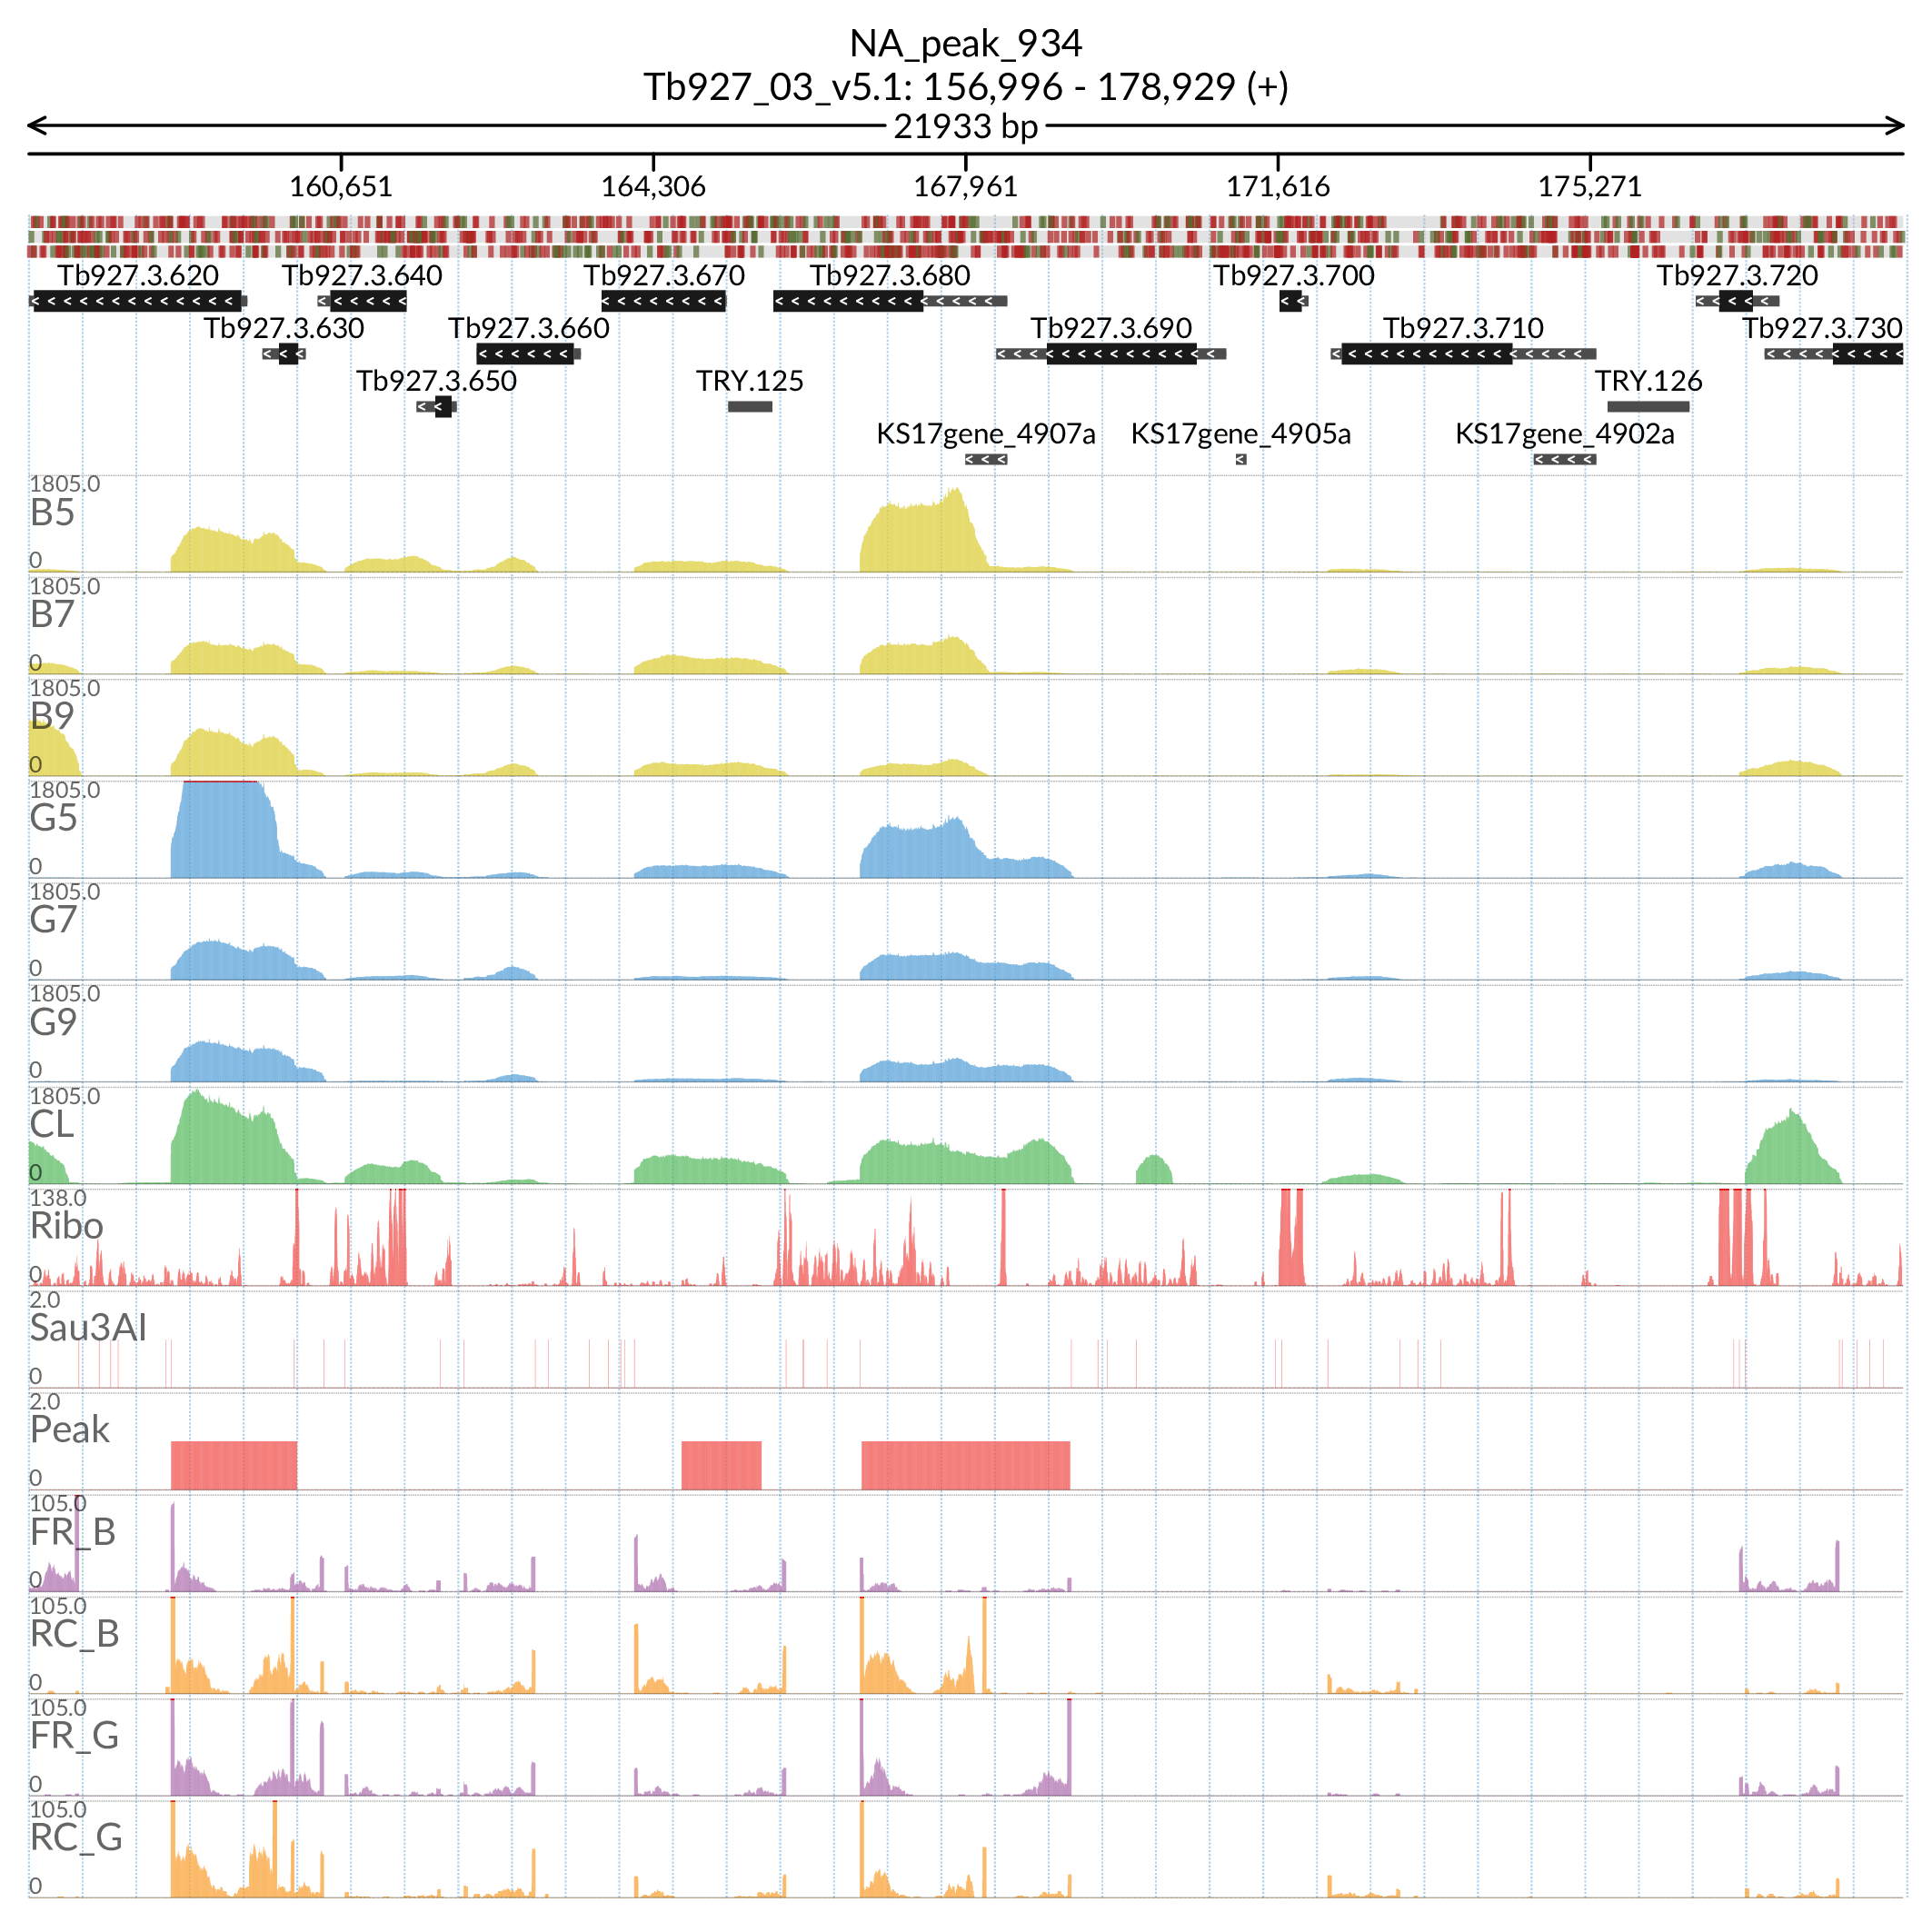 NA_peak_934
Tb927_03_v5.1: 156,996 - 178,929 (+)
21933 bp
160,651 164,306 167,961 171,616 175,271
Tb927.3.620 Tb927.3.640 Tb927.3.670 Tb927.3.680 Tb927.3.700 Tb927.3.720
Tb927.3.630 Tb927.3.660 Tb927.3.690 Tb927.3.710 Tb927.3.730
Tb927.3.650 TRY.125 TRY.126
KS17gene_4907a KS17gene_4905a KS17gene_4902a
1805.0
B5
0
1805.0
B7
0
1805.0
B9
0
1805.0
G5
0
1805.0
G7
0
1805.0
G9
0
1805.0
CL
0
138.0
Ribo
0
2.0
Sau3AI
0
2.0
Peak
0
105.0
FR_B
0
105.0
RC_B
0
105.0
FR_G
0
105.0
RC_G
0